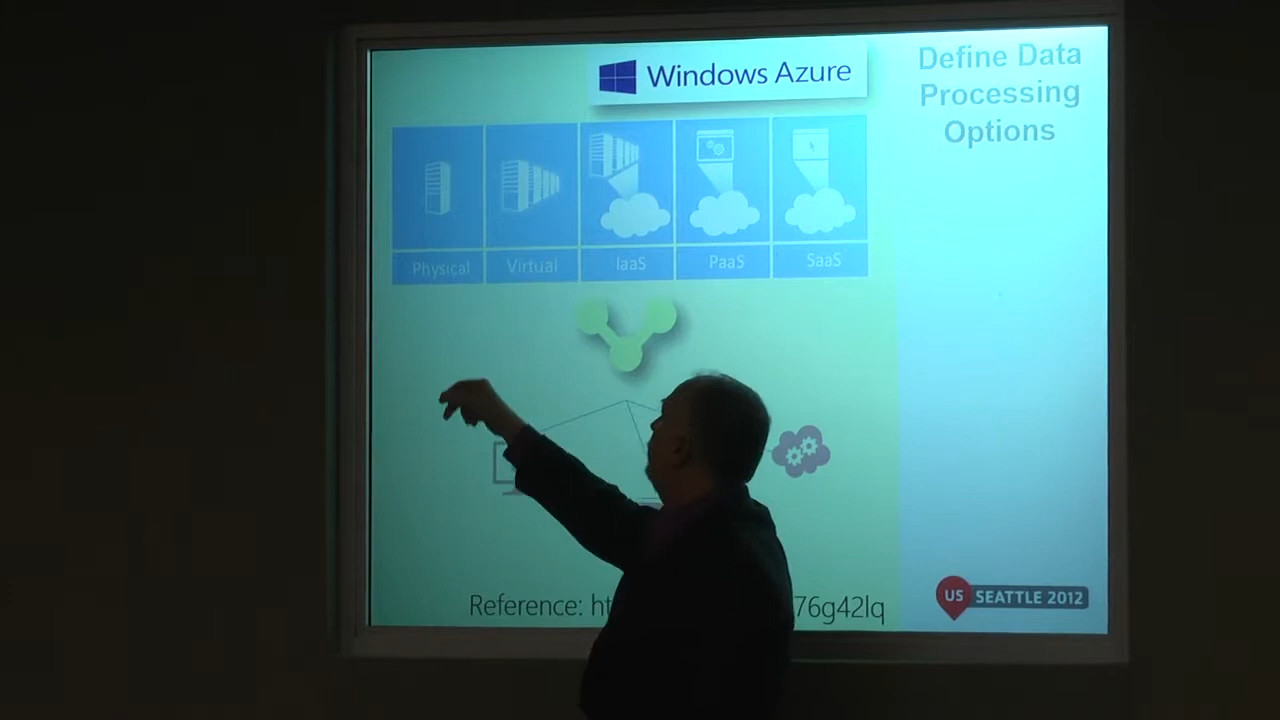 Windows Azure
Define Data
Processing
Options
Physical
Virtual
IaaS
PaaS
SaaS
Reference: ht 76g42lq
US SEATTLE 2012